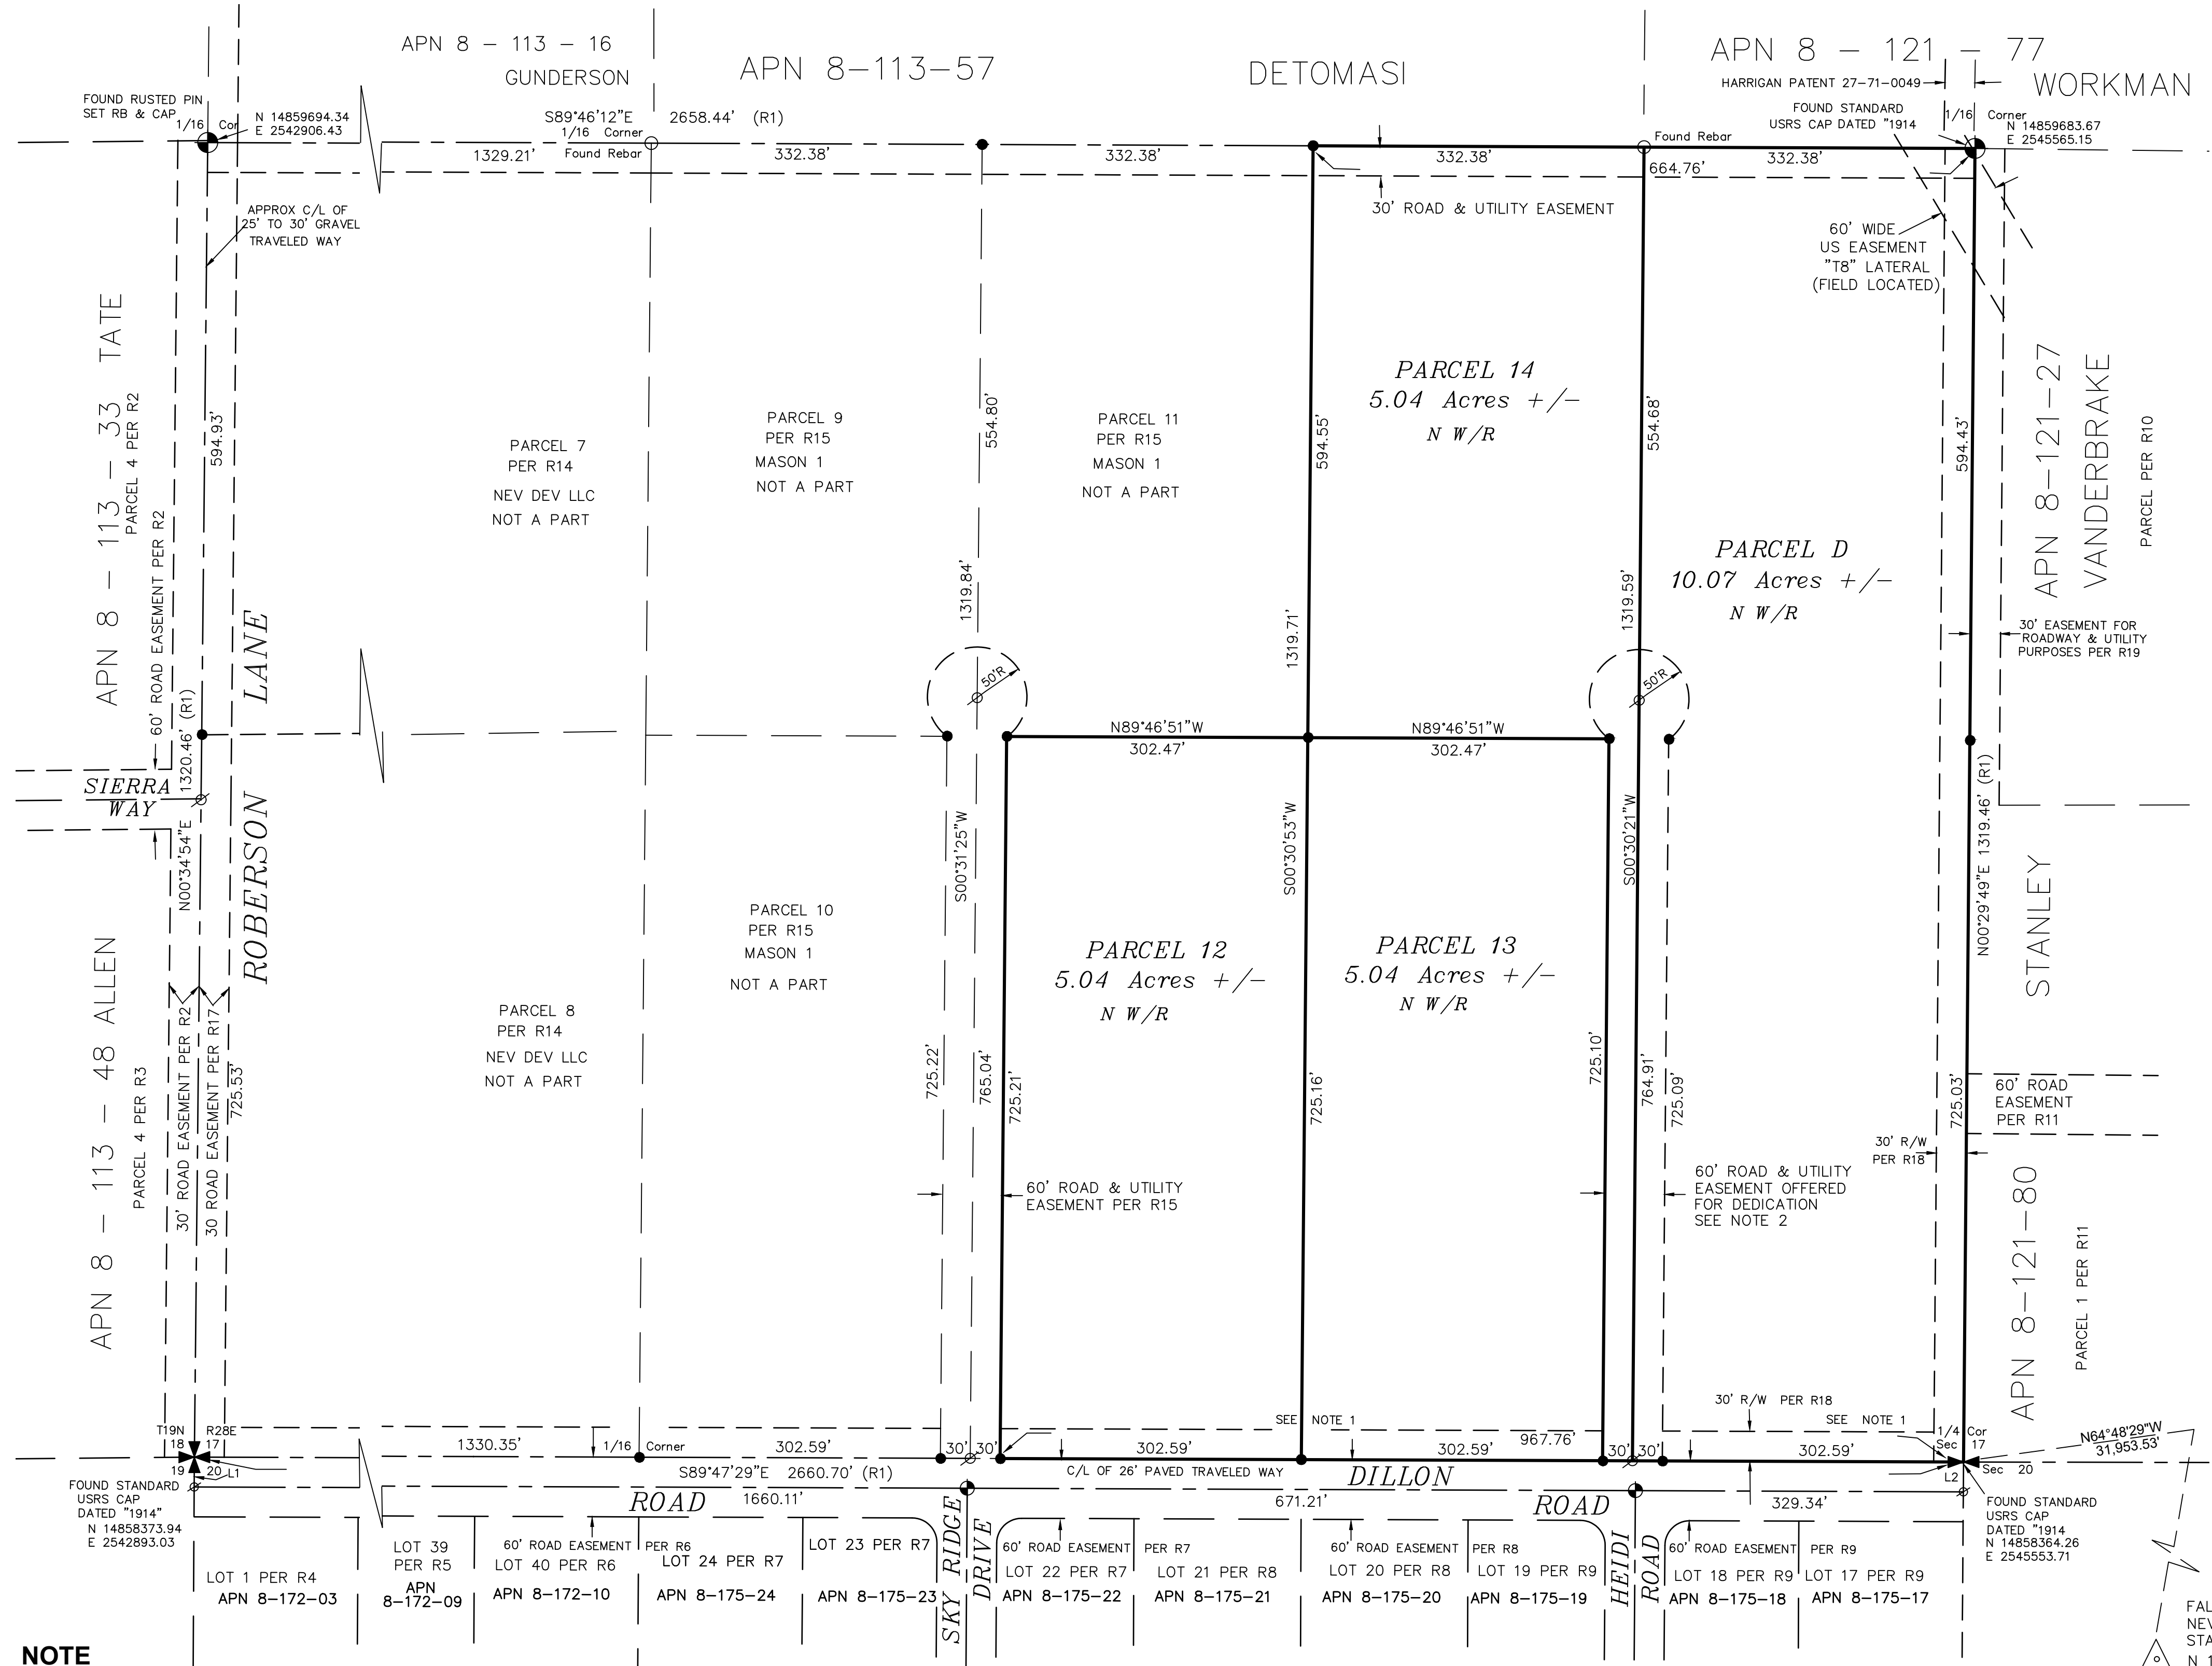 APN 8 - 113 - 16
GUNDERSON
APN 8-113-57
DETOMASI
APN 8 - 121 - 77
WORKMAN
HARRIGAN PATENT 27-71-0049
FOUND STANDARD
USRS CAP DATED "1914
1/16 Corner
N 14859683.67
E 2545565.15
FOUND RUSTED PIN
SET RB & CAP
1/16 Cor
N 14859694.34
E 2542906.43
S89°46'12"E 2658.44' (R1)
1/16 Corner
Found Rebar
Found Rebar
1329.21'
332.38'
332.38'
332.38'
332.38'
664.76'
30' ROAD & UTILITY EASEMENT
APPROX C/L OF
25' TO 30' GRAVEL
TRAVELED WAY
60' WIDE
US EASEMENT
"T8" LATERAL
(FIELD LOCATED)
APN 8 - 113 - 33 TATE
PARCEL 4 PER R2
60' ROAD EASEMENT PER R2
594.93'
1320.46' (R1)
N00°34'54"E
ROBERSON LANE
SIERRA
WAY
PARCEL 7
PER R14
NEV DEV LLC
NOT A PART
PARCEL 9
PER R15
MASON 1
NOT A PART
554.80'
1319.84'
PARCEL 11
PER R15
MASON 1
NOT A PART
594.55'
1319.71'
PARCEL 14
5.04 Acres +/-
N W/R
554.68'
1319.59'
PARCEL D
10.07 Acres +/-
N W/R
594.43'
APN 8-121-27
VANDERBRAKE
PARCEL PER R10
30' EASEMENT FOR
ROADWAY & UTILITY
PURPOSES PER R19
50'R
50'R
N89°46'51"W
302.47'
N89°46'51"W
302.47'
S00°31'25"W
S00°30'53"W
S00°30'21"W
N00°29'49"E 1319.46' (R1)
STANLEY
APN 8 - 113 - 48 ALLEN
PARCEL 4 PER R3
30' ROAD EASEMENT PER R2
30 ROAD EASEMENT PER R17
725.53'
PARCEL 8
PER R14
NEV DEV LLC
NOT A PART
PARCEL 10
PER R15
MASON 1
NOT A PART
PARCEL 12
5.04 Acres +/-
N W/R
PARCEL 13
5.04 Acres +/-
N W/R
725.22'
765.04'
725.21'
725.16'
725.10'
764.91'
725.09'
725.03'
60' ROAD & UTILITY
EASEMENT PER R15
60' ROAD & UTILITY
EASEMENT OFFERED
FOR DEDICATION
SEE NOTE 2
30' R/W
PER R18
60' ROAD
EASEMENT
PER R11
APN 8-121-80
PARCEL 1 PER R11
30' R/W PER R18
SEE NOTE 1
SEE NOTE 1
T19N R28E
18 17
19 20
L1
1330.35'
1/16 Corner
302.59'
30' 30'
302.59'
302.59'
967.76'
30' 30'
302.59'
1/4 Cor
Sec 17
Sec 20
L2
N64°48'29"W
31,953.53'
S89°47'29"E 2660.70' (R1)
C/L OF 26' PAVED TRAVELED WAY
DILLON
ROAD
ROAD
1660.11'
671.21'
329.34'
FOUND STANDARD
USRS CAP
DATED "1914"
N 14858373.94
E 2542893.03
FOUND STANDARD
USRS CAP
DATED "1914
N 14858364.26
E 2545553.71
LOT 1 PER R4
APN 8-172-03
LOT 39
PER R5
APN
8-172-09
60' ROAD EASEMENT PER R6
LOT 40 PER R6
APN 8-172-10
LOT 24 PER R7
APN 8-175-24
LOT 23 PER R7
APN 8-175-23
SKY RIDGE
DRIVE
60' ROAD EASEMENT PER R7
LOT 22 PER R7
APN 8-175-22
LOT 21 PER R8
APN 8-175-21
60' ROAD EASEMENT PER R8
LOT 20 PER R8
APN 8-175-20
LOT 19 PER R9
APN 8-175-19
HEIDI
ROAD
60' ROAD EASEMENT PER R9
LOT 18 PER R9
APN 8-175-18
LOT 17 PER R9
APN 8-175-17
FAL
NEV
STA
N 1
NOTE